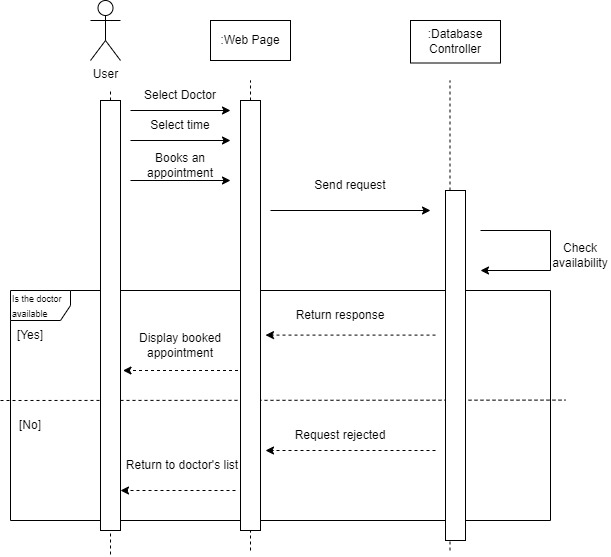 :Web Page
:Database
Controller
User
Select Doctor
Select time
Books an
appointment
Send request
Check
availability
Is the doctor
available
Return response
[Yes]
Display booked
appointment
[No]
Request rejected
Return to doctor's list